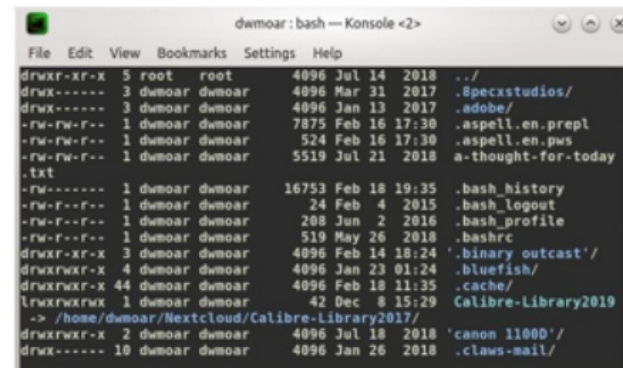 dwmoar : bash — Konsole <2>
File Edit View Bookmarks Settings Help
drwxr-xr-x  5 root   root    4096 Jul 14  2018 ../
drwx------  3 dwmoar dwmoar  4096 Mar 31  2017 .8pecxstudios/
drwx------  3 dwmoar dwmoar  4096 Jan 13  2017 .adobe/
-rw-rw-r--  1 dwmoar dwmoar  7875 Feb 16 17:30 .aspell.en.prepl
-rw-rw-r--  1 dwmoar dwmoar   524 Feb 16 17:30 .aspell.en.pws
-rw-rw-r--  1 dwmoar dwmoar  5519 Jul 21  2018 a-thought-for-today
.txt
-rw-------  1 dwmoar dwmoar 16753 Feb 18 19:35 .bash_history
-rw-r--r--  1 dwmoar dwmoar    24 Feb  4  2015 .bash_logout
-rw-r--r--  1 dwmoar dwmoar   208 Jun  2  2016 .bash_profile
-rw-r--r--  1 dwmoar dwmoar   519 May 26  2018 .bashrc
drwxrwxr-x  3 dwmoar dwmoar  4096 Feb 14 18:24 '.binary outcast'/
drwxrwxr-x  4 dwmoar dwmoar  4096 Jan 23 01:24 .bluefish/
drwxrwxr-x 44 dwmoar dwmoar  4096 Feb 18 11:35 .cache/
lrwxrwxrwx  1 dwmoar dwmoar    42 Dec  8 15:29 Calibre-Library2019
 -> /home/dwmoar/Nextcloud/Calibre-Library2017/
drwxrwxr-x  2 dwmoar dwmoar  4096 Jul 18  2018 'canon 1100D'/
drwx------ 10 dwmoar dwmoar  4096 Jan 26  2018 .claws-mail/